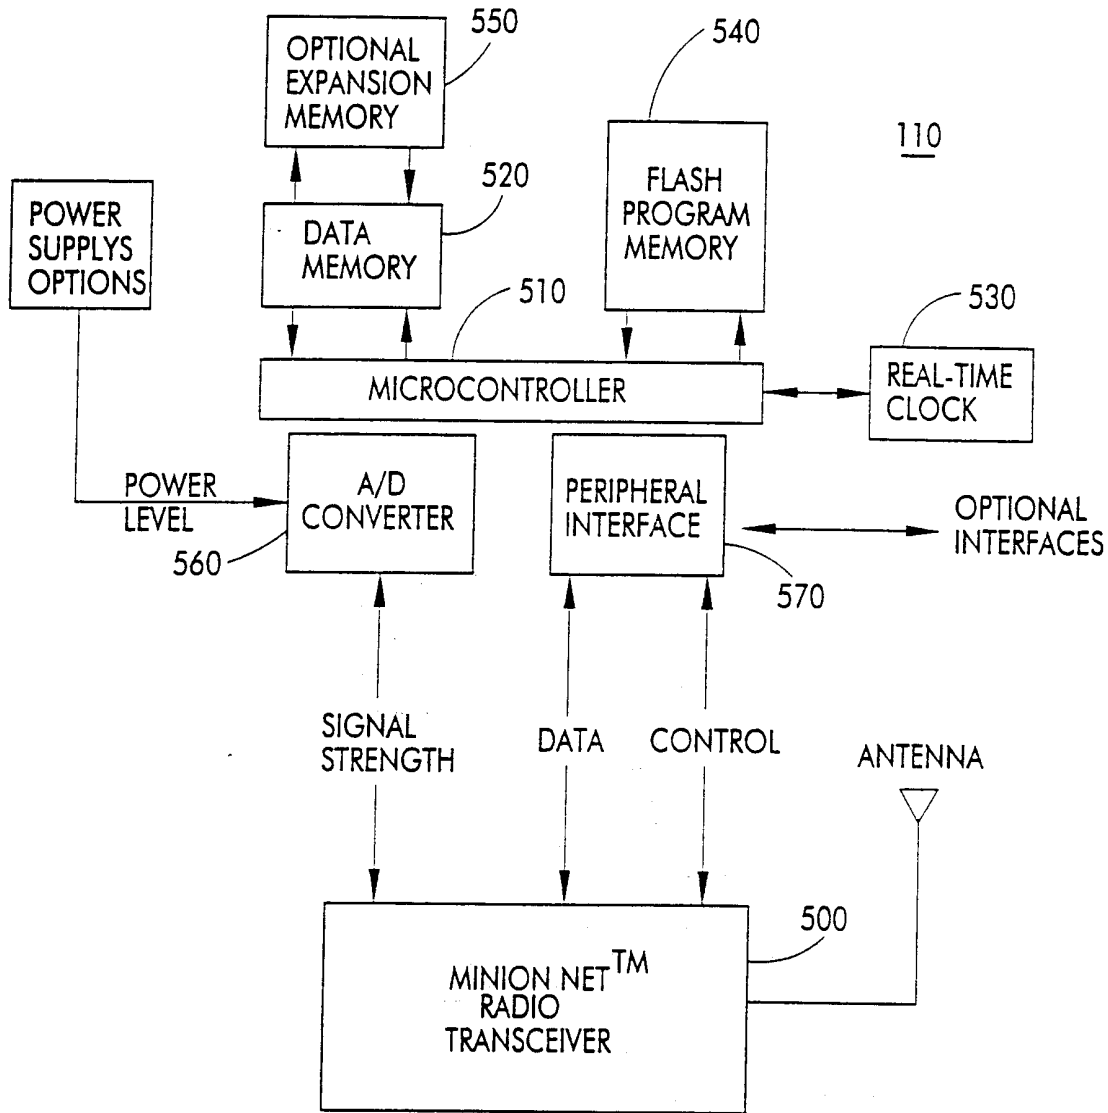 550
OPTIONAL
EXPANSION
MEMORY
540
110
520
FLASH
PROGRAM
MEMORY
POWER
SUPPLYS
OPTIONS
DATA
MEMORY
510
530
MICROCONTROLLER
REAL-TIME
CLOCK
A/D
CONVERTER
PERIPHERAL
INTERFACE
POWER
LEVEL
560
OPTIONAL
INTERFACES
570
SIGNAL
STRENGTH
DATA
CONTROL
ANTENNA
500
MINION NET™
RADIO
TRANSCEIVER